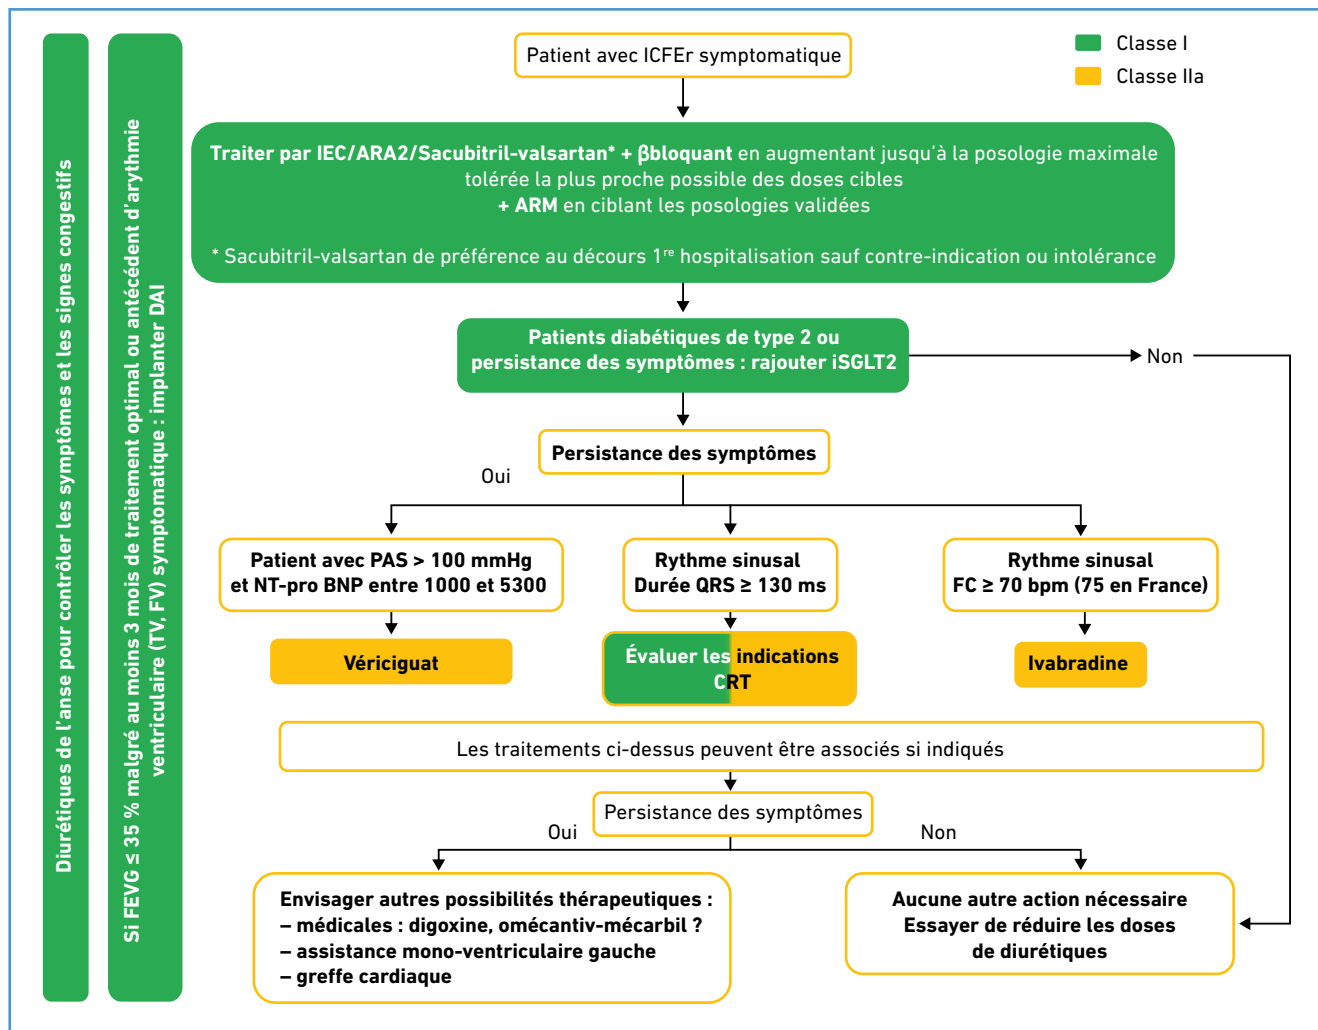 Diurétiques de l'anse pour contrôler les symptômes et les signes congestifs
Si FEVG ≤ 35 % malgré au moins 3 mois de traitement optimal ou antécédent d'arythmie
ventriculaire (TV, FV) symptomatique : implanter DAI
Patient avec ICFEr symptomatique
Classe I
Classe IIa
Traiter par IEC/ARA2/Sacubitril-valsartan* + βbloquant en augmentant jusqu'à la posologie maximale
tolérée la plus proche possible des doses cibles
+ ARM en ciblant les posologies validées
* Sacubitril-valsartan de préférence au décours 1re hospitalisation sauf contre-indication ou intolérance
Patients diabétiques de type 2 ou
persistance des symptômes : rajouter iSGLT2
Non
Persistance des symptômes
Oui
Patient avec PAS > 100 mmHg
et NT-pro BNP entre 1000 et 5300
Rythme sinusal
Durée QRS ≥ 130 ms
Rythme sinusal
FC ≥ 70 bpm (75 en France)
Vériciguat
Évaluer les indications
CRT
Ivabradine
Les traitements ci-dessus peuvent être associés si indiqués
Persistance des symptômes
Oui
Non
Envisager autres possibilités thérapeutiques :
– médicales : digoxine, omécantiv-mécarbil ?
– assistance mono-ventriculaire gauche
– greffe cardiaque
Aucune autre action nécessaire
Essayer de réduire les doses
de diurétiques